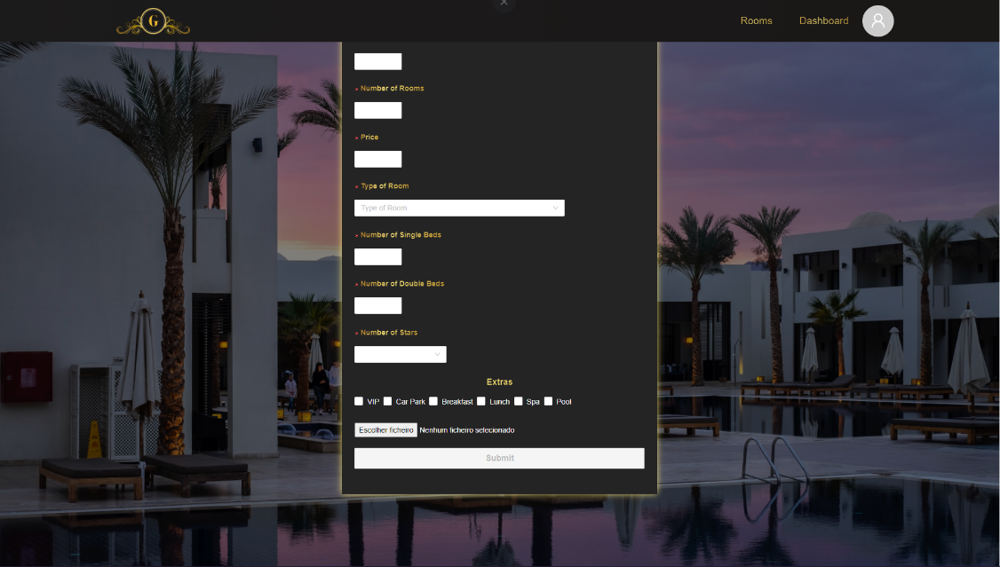 G
Rooms
Dashboard
Number of Rooms
Price
Type of Room
Type of Room
Number of Single Beds
Number of Double Beds
Number of Stars
Extras
VIP Car Park Breakfast Lunch Spa Pool
Escolher ficheiro Nenhum ficheiro selecionado
Submit